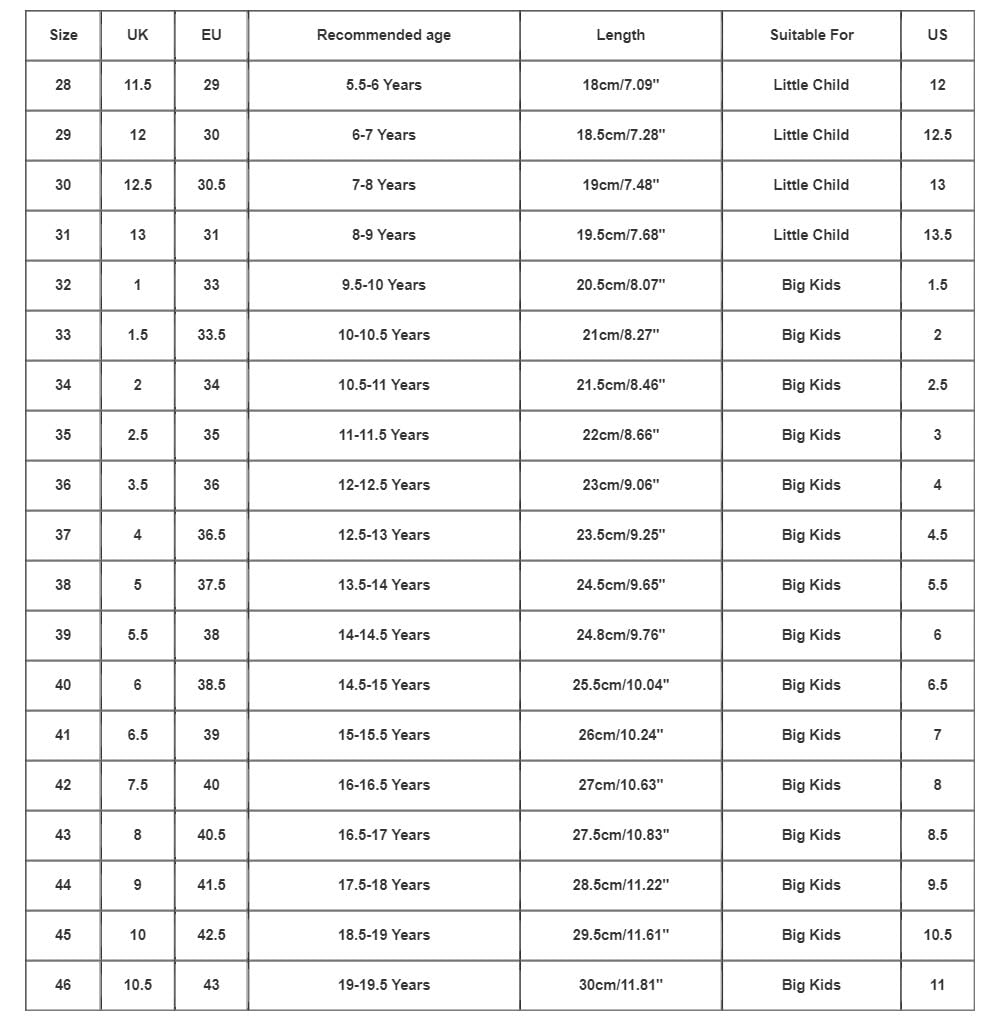 Size UK EU Recommended age Length Suitable For US
28 11.5 29 5.5-6 Years 18cm/7.09" Little Child 12
29 12 30 6-7 Years 18.5cm/7.28" Little Child 12.5
30 12.5 30.5 7-8 Years 19cm/7.48" Little Child 13
31 13 31 8-9 Years 19.5cm/7.68" Little Child 13.5
32 1 33 9.5-10 Years 20.5cm/8.07" Big Kids 1.5
33 1.5 33.5 10-10.5 Years 21cm/8.27" Big Kids 2
34 2 34 10.5-11 Years 21.5cm/8.46" Big Kids 2.5
35 2.5 35 11-11.5 Years 22cm/8.66" Big Kids 3
36 3.5 36 12-12.5 Years 23cm/9.06" Big Kids 4
37 4 36.5 12.5-13 Years 23.5cm/9.25" Big Kids 4.5
38 5 37.5 13.5-14 Years 24.5cm/9.65" Big Kids 5.5
39 5.5 38 14-14.5 Years 24.8cm/9.76" Big Kids 6
40 6 38.5 14.5-15 Years 25.5cm/10.04" Big Kids 6.5
41 6.5 39 15-15.5 Years 26cm/10.24" Big Kids 7
42 7.5 40 16-16.5 Years 27cm/10.63" Big Kids 8
43 8 40.5 16.5-17 Years 27.5cm/10.83" Big Kids 8.5
44 9 41.5 17.5-18 Years 28.5cm/11.22" Big Kids 9.5
45 10 42.5 18.5-19 Years 29.5cm/11.61" Big Kids 10.5
46 10.5 43 19-19.5 Years 30cm/11.81" Big Kids 11